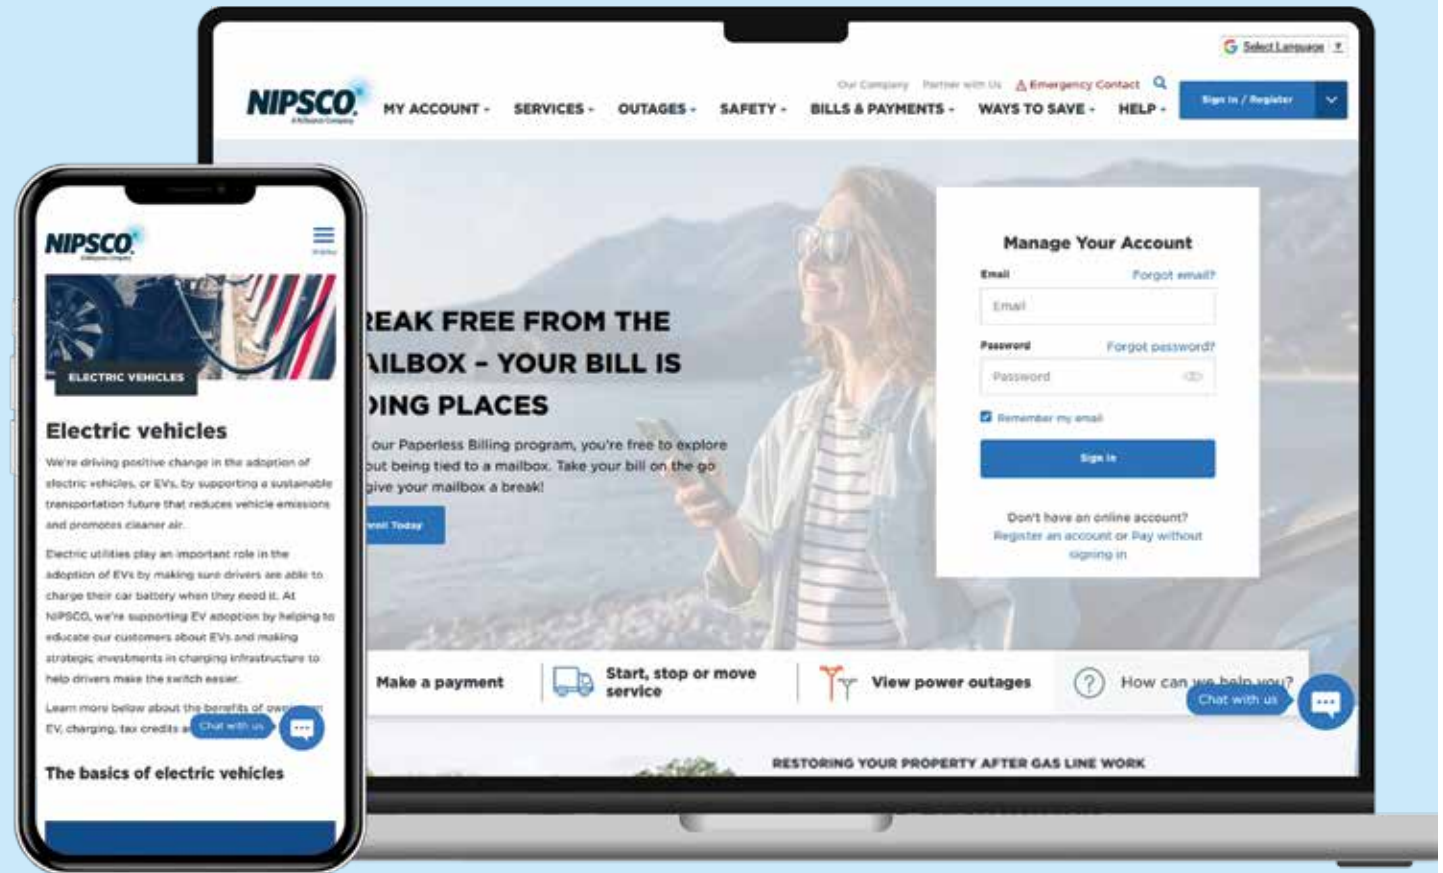 Select Language
Our Company Partner with Us Emergency Contact
NIPSCO
A NiSource Company
MY ACCOUNT SERVICES OUTAGES SAFETY BILLS & PAYMENTS WAYS TO SAVE HELP
Sign In / Register
REAK FREE FROM THE
AILBOX – YOUR BILL IS
OING PLACES
our Paperless Billing program, you're free to explore
out being tied to a mailbox. Take your bill on the go
give your mailbox a break!
nroll Today
Manage Your Account
Email Forgot email?
Email
Password Forgot password?
Password
Remember my email
Sign In
Don't have an online account?
Register an account or Pay without
signing in
Make a payment
Start, stop or move
service
View power outages
How can we help you?
Chat with us
RESTORING YOUR PROPERTY AFTER GAS LINE WORK
NIPSCO
A NiSource Company
MENU
ELECTRIC VEHICLES
Electric vehicles
We're driving positive change in the adoption of
electric vehicles, or EVs, by supporting a sustainable
transportation future that reduces vehicle emissions
and promotes cleaner air.
Electric utilities play an important role in the
adoption of EVs by making sure drivers are able to
charge their car battery when they need it. At
NIPSCO, we're supporting EV adoption by helping to
educate our customers about EVs and making
strategic investments in charging infrastructure to
help drivers make the switch easier.
Learn more below about the benefits of
EV, charging, tax credits
Chat with us
The basics of electric vehicles